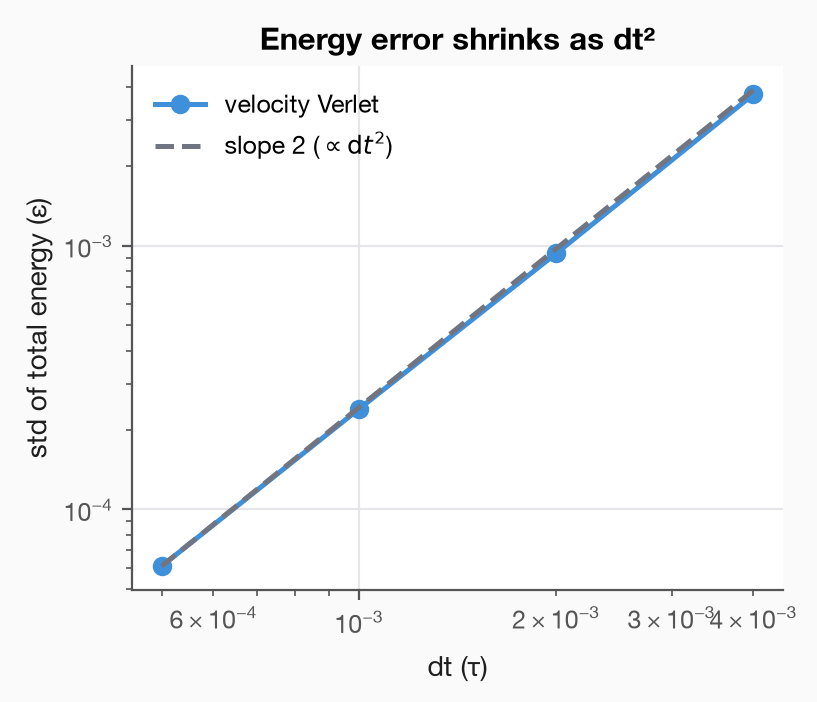 Energy error shrinks as dt²
velocity Verlet
slope 2 (∝ dt²)
std of total energy (ε)
10⁻³
10⁻⁴
6 × 10⁻⁴
10⁻³
2 × 10⁻³
3 × 10⁻³
4 × 10⁻³
dt (τ)